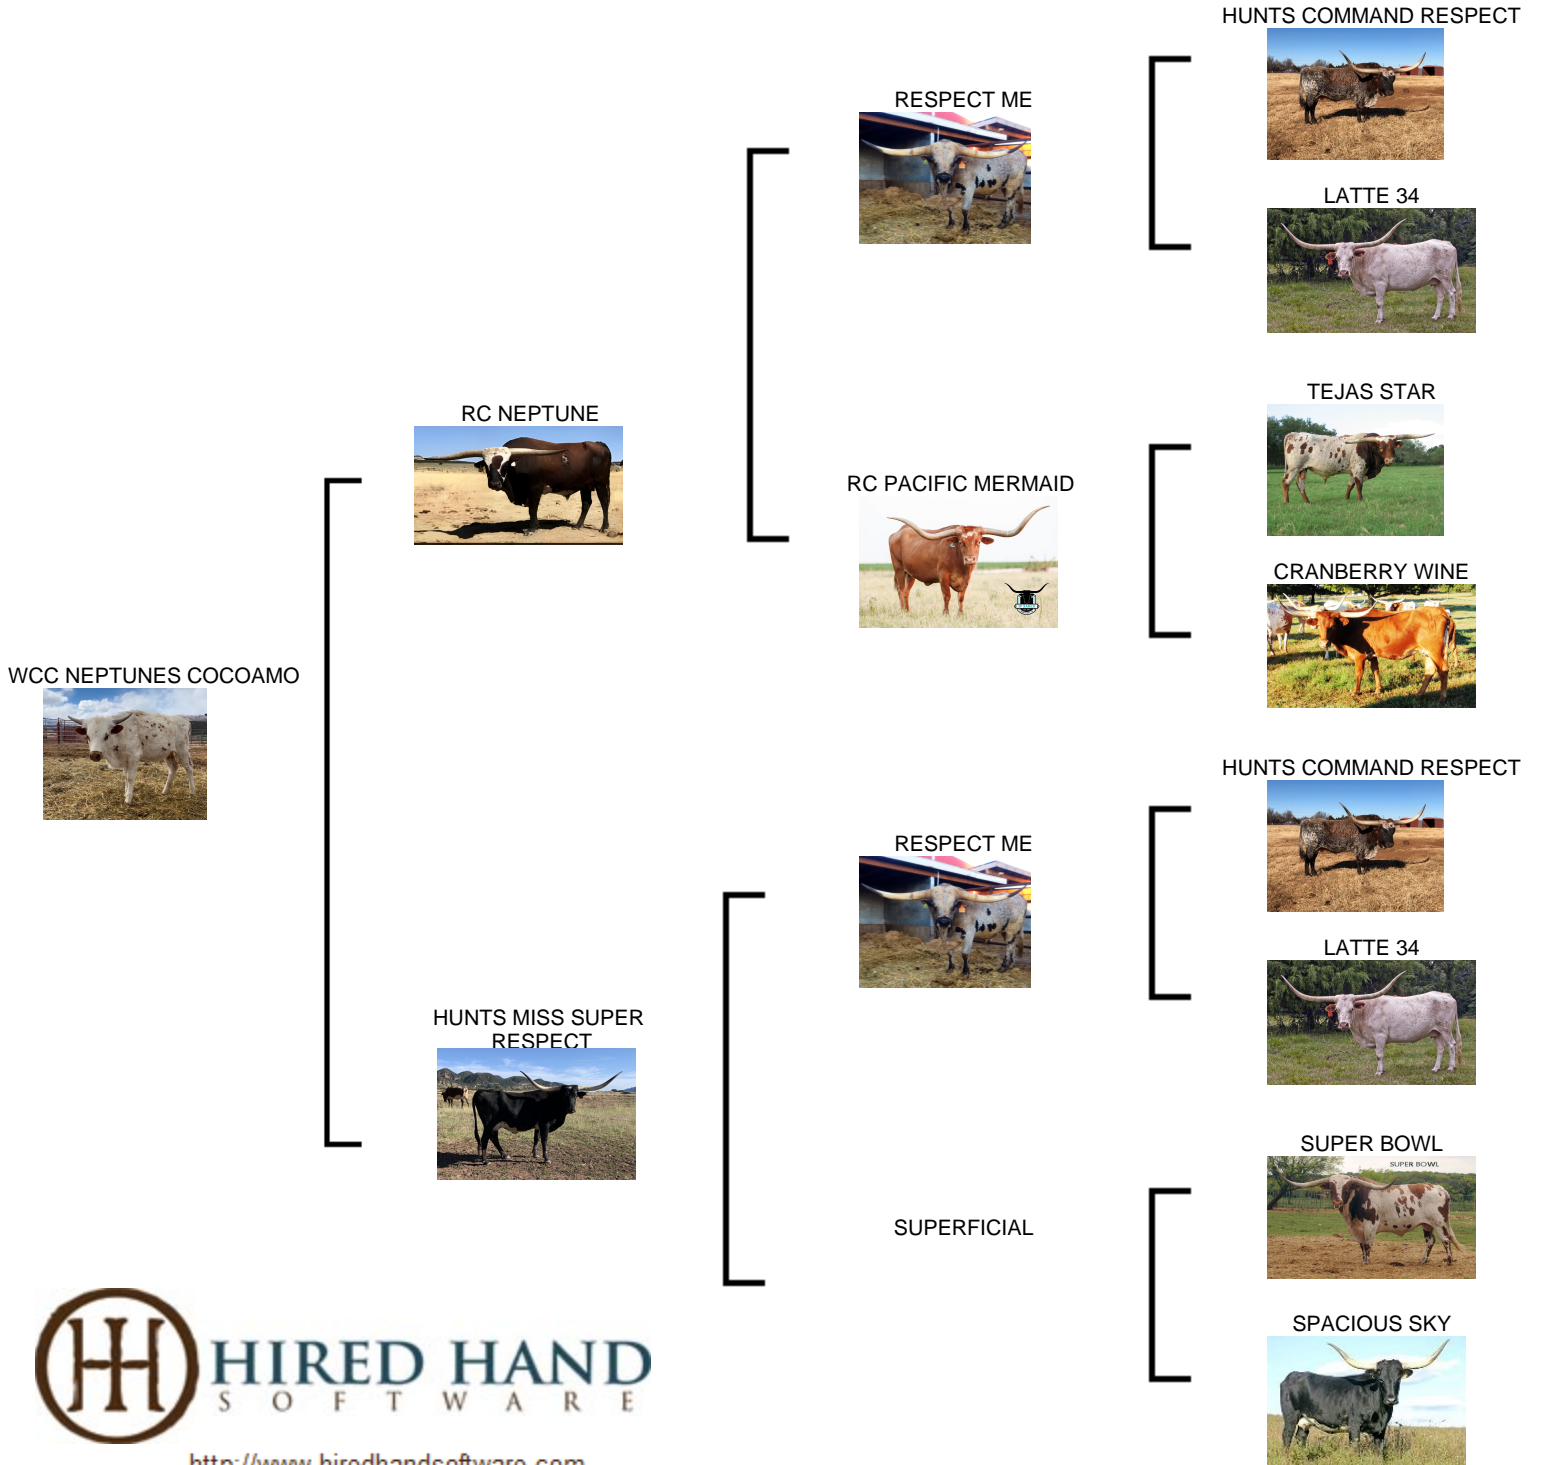 HUNTS COMMAND RESPECT
RESPECT ME
LATTE 34
TEJAS STAR
RC NEPTUNE
RC PACIFIC MERMAID
CRANBERRY WINE
WCC NEPTUNES COCOAMO
HUNTS COMMAND RESPECT
RESPECT ME
LATTE 34
HUNTS MISS SUPER
RESPECT
SUPER BOWL
SUPER BOWL
SUPERFICIAL
SPACIOUS SKY
HIRED HAND
SOFTWARE
http://www.hiredhandsoftware.com